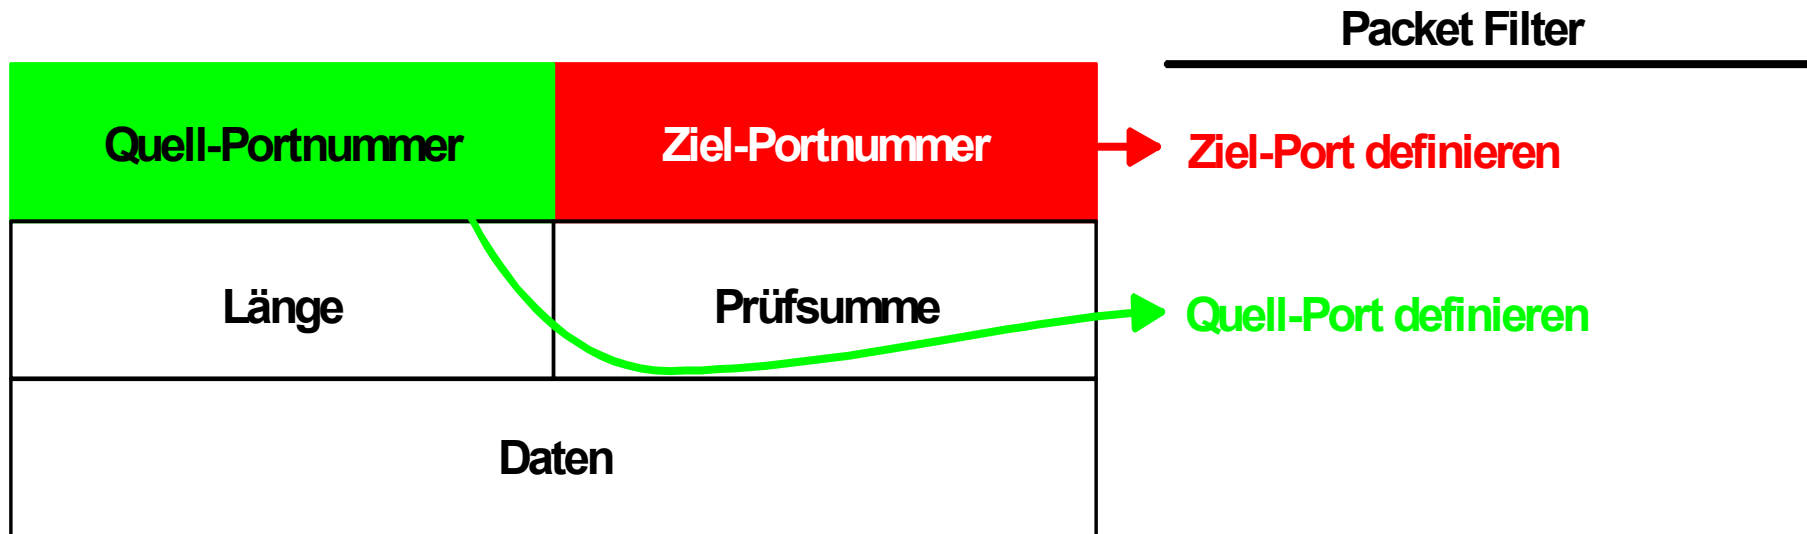 Packet Filter
Quell-Portnummer
Ziel-Portnummer
Ziel-Port definieren
Länge
Prüfsumme
Quell-Port definieren
Daten